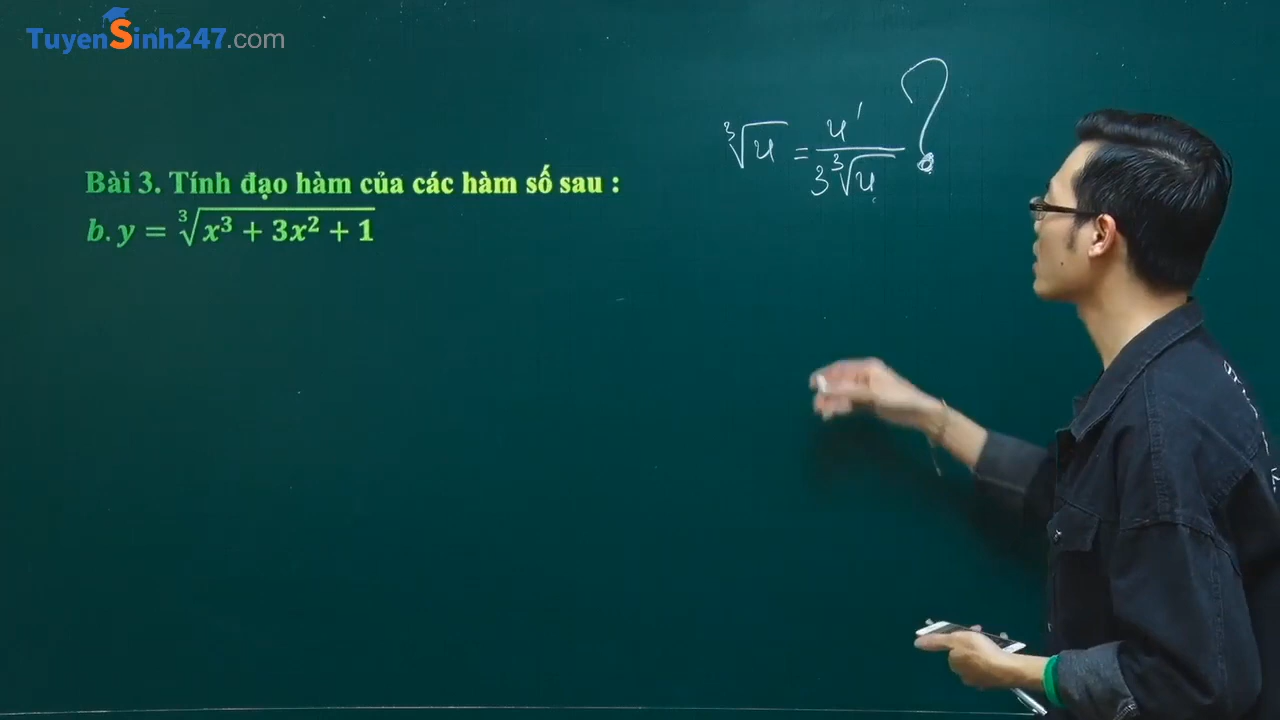 TuyenSinh247.com
Bài 3. Tính đạo hàm của các hàm số sau :
b. y = ∛(x³ + 3x² + 1)
∛u = u' / 3∛u ?